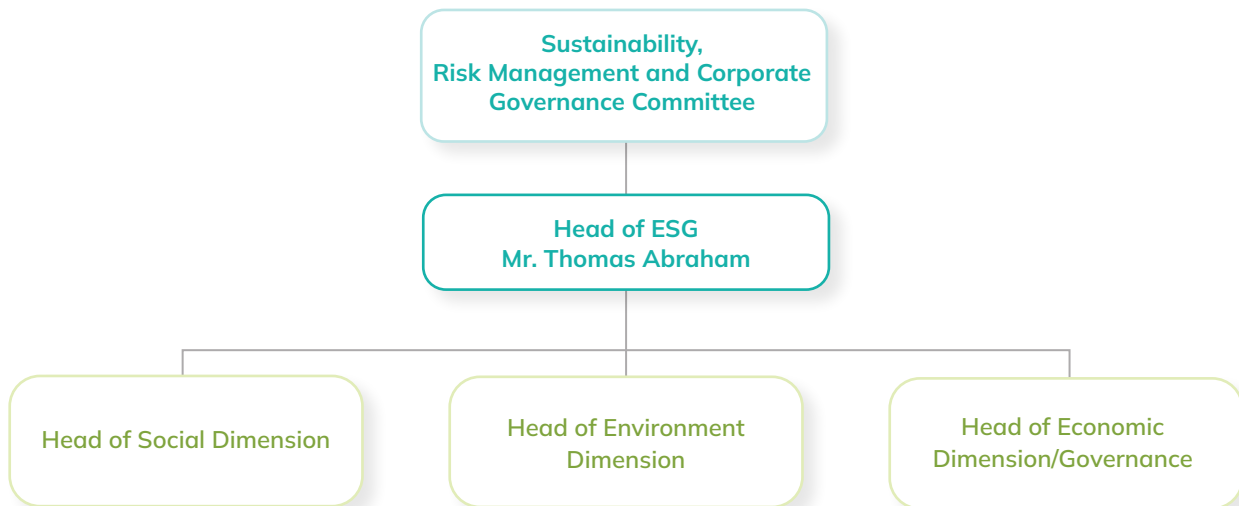 Sustainability,
Risk Management and Corporate
Governance Committee
Head of ESG
Mr. Thomas Abraham
Head of Social Dimension
Head of Environment
Dimension
Head of Economic
Dimension/Governance